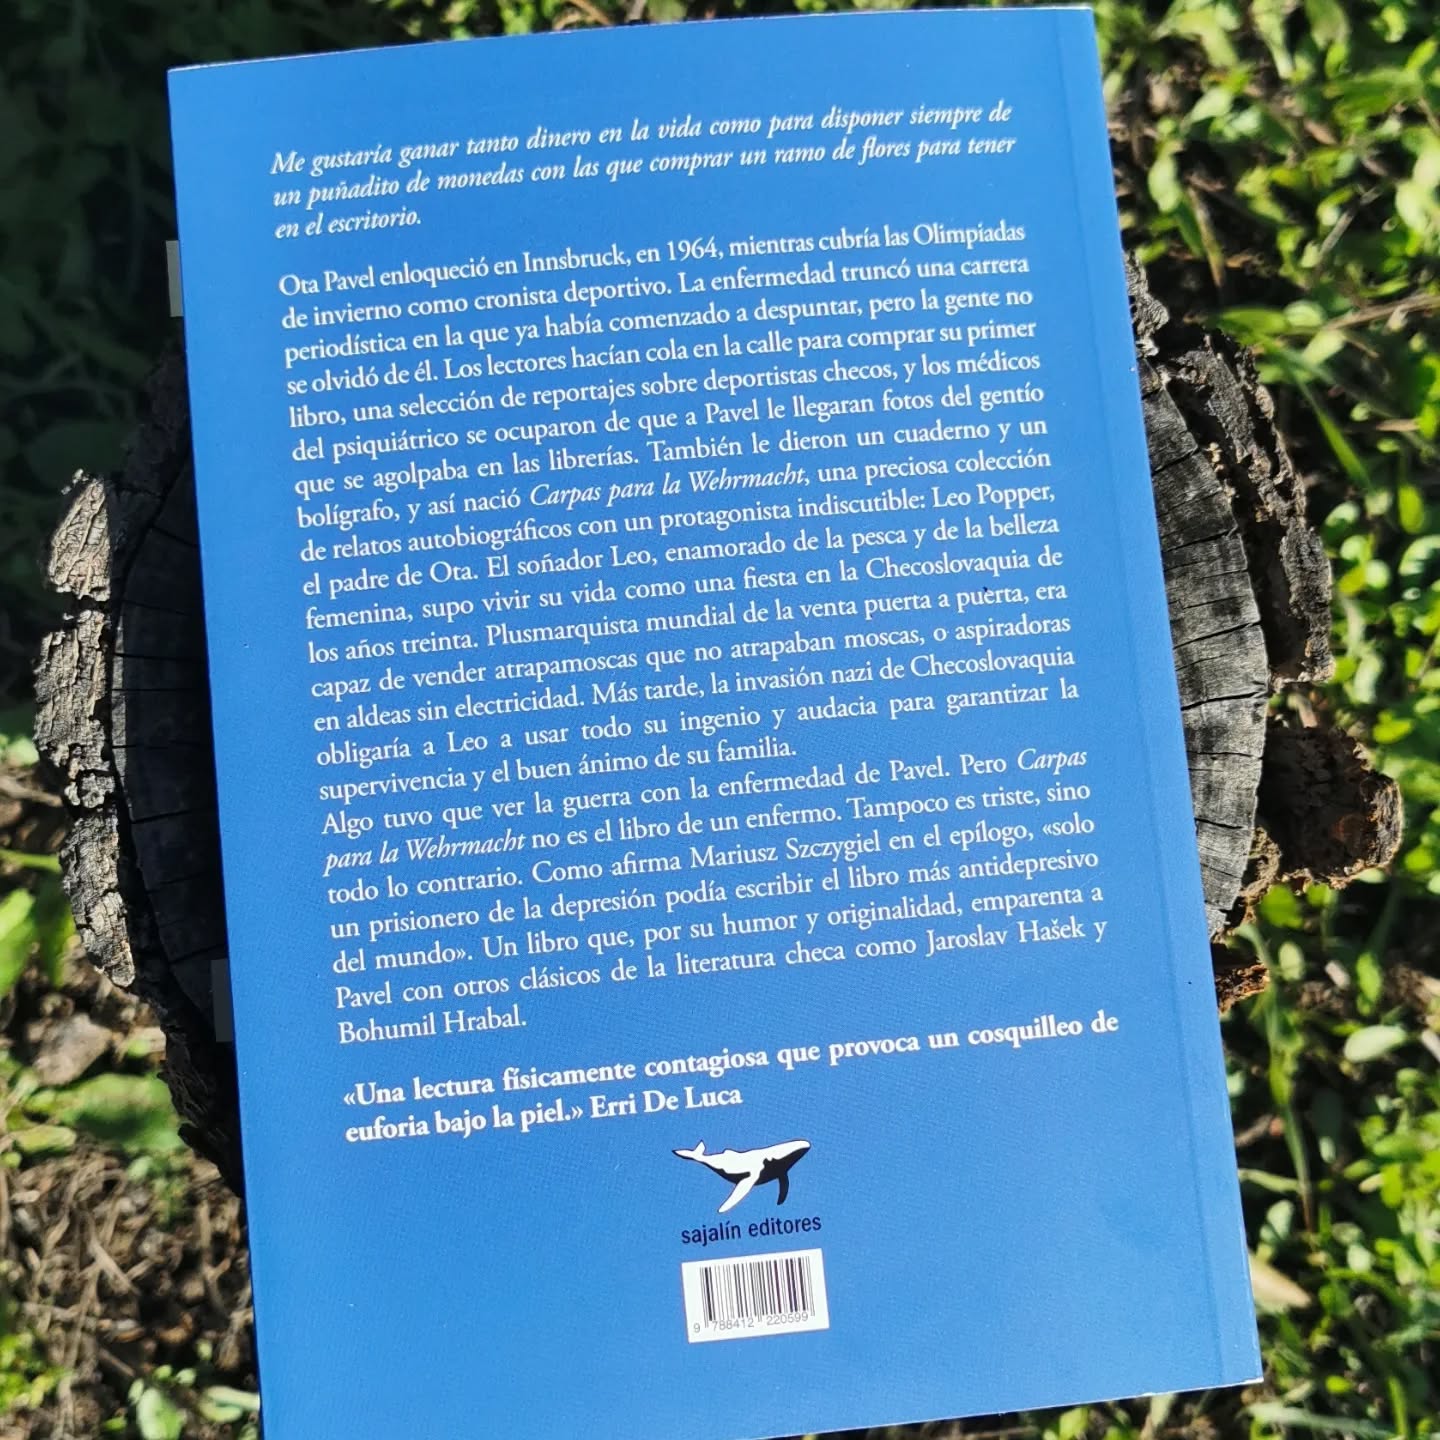 Me gustaría ganar tanto dinero en la vida como para disponer siempre de
un puñadito de monedas con las que comprar un ramo de flores para tener
en el escritorio.
Ota Pavel enloqueció en Innsbruck, en 1964, mientras cubría las Olimpíadas
de invierno como cronista deportivo. La enfermedad truncó una carrera
periodística en la que ya había comenzado a despuntar, pero la gente no
se olvidó de él. Los lectores hacían cola en la calle para comprar su primer
libro, una selección de reportajes sobre deportistas checos, y los médicos
del psiquiátrico se ocuparon de que a Pavel le llegaran fotos del gentío
que se agolpaba en las librerías. También le dieron un cuaderno y un
bolígrafo, y así nació Carpas para la Wehrmacht, una preciosa colección
de relatos autobiográficos con un protagonista indiscutible: Leo Popper,
el padre de Ota. El soñador Leo, enamorado de la pesca y de la belleza
femenina, supo vivir su vida como una fiesta en la Checoslovaquia de
los años treinta. Plusmarquista mundial de la venta puerta a puerta, era
capaz de vender atrapamoscas que no atrapaban moscas, o aspiradoras
en aldeas sin electricidad. Más tarde, la invasión nazi de Checoslovaquia
obligaría a Leo a usar todo su ingenio y audacia para garantizar la
supervivencia y el buen ánimo de su familia.
Algo tuvo que ver la guerra con la enfermedad de Pavel. Pero Carpas
para la Wehrmacht no es el libro de un enfermo. Tampoco es triste, sino
todo lo contrario. Como afirma Mariusz Szczygiel en el epílogo, «solo
un prisionero de la depresión podía escribir el libro más antidepresivo
del mundo». Un libro que, por su humor y originalidad, emparenta a
Pavel con otros clásicos de la literatura checa como Jaroslav Hašek y
Bohumil Hrabal.
«Una lectura físicamente contagiosa que provoca un cosquilleo de
euforia bajo la piel.» Erri De Luca
sajalín editores
9 788412 220599